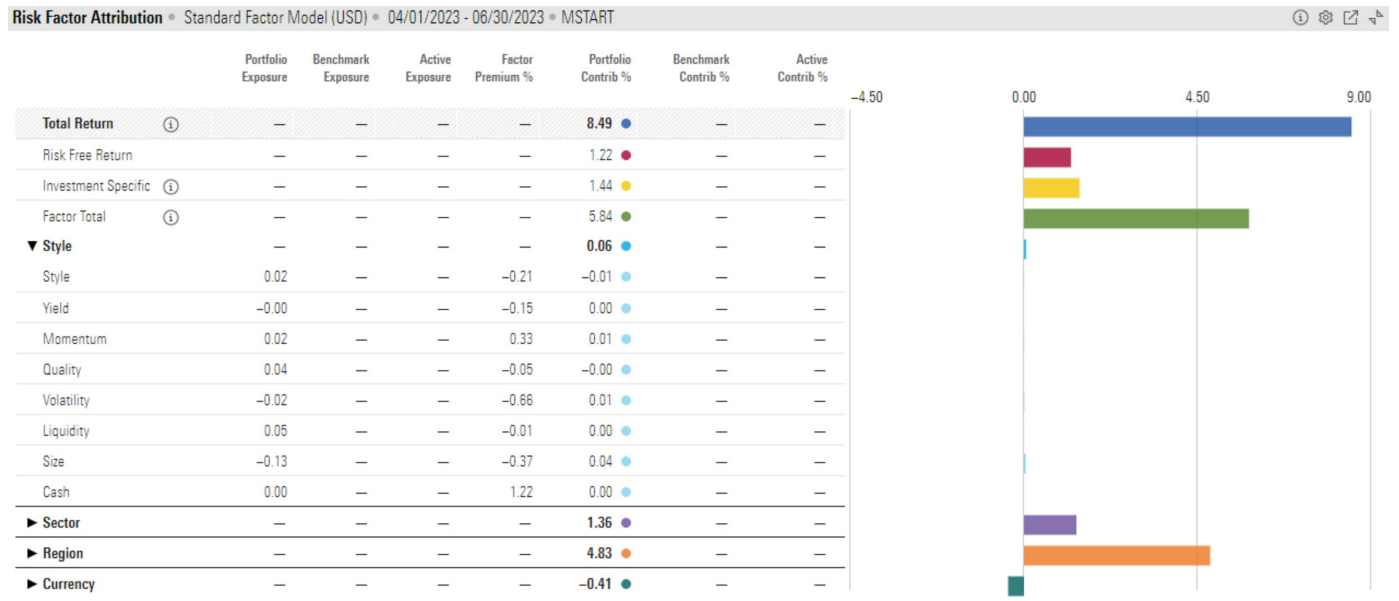 Risk Factor Attribution • Standard Factor Model (USD) • 04/01/2023 - 06/30/2023 • MSTART
Portfolio Exposure Benchmark Exposure Active Exposure Factor Premium % Portfolio Contrib % Benchmark Contrib % Active Contrib %
−4.50 0.00 4.50 9.00
Total Return — — — — 8.49 — —
Risk Free Return — — — — 1.22 — —
Investment Specific — — — — 1.44 — —
Factor Total — — — — 5.84 — —
▼ Style — — — — 0.06 — —
Style 0.02 — — −0.21 −0.01 — —
Yield −0.00 — — −0.15 0.00 — —
Momentum 0.02 — — 0.33 0.01 — —
Quality 0.04 — — −0.05 −0.00 — —
Volatility −0.02 — — −0.66 0.01 — —
Liquidity 0.05 — — −0.01 0.00 — —
Size −0.13 — — −0.37 0.04 — —
Cash 0.00 — — 1.22 0.00 — —
▶ Sector — — — — 1.36 — —
▶ Region — — — — 4.83 — —
▶ Currency — — — — −0.41 — —